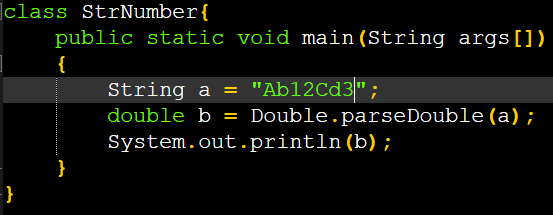 class StrNumber{
    public static void main(String args[])
    {
        String a = "Ab12Cd3";
        double b = Double.parseDouble(a);
        System.out.println(b);
    }
}